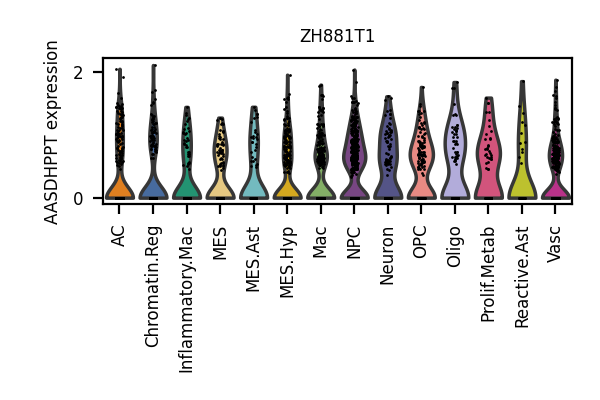 ZH881T1
AASDHPPT expression
2
0
AC
Chromatin.Reg
Inflammatory.Mac
MES
MES.Ast
MES.Hyp
Mac
NPC
Neuron
OPC
Oligo
Prolif.Metab
Reactive.Ast
Vasc